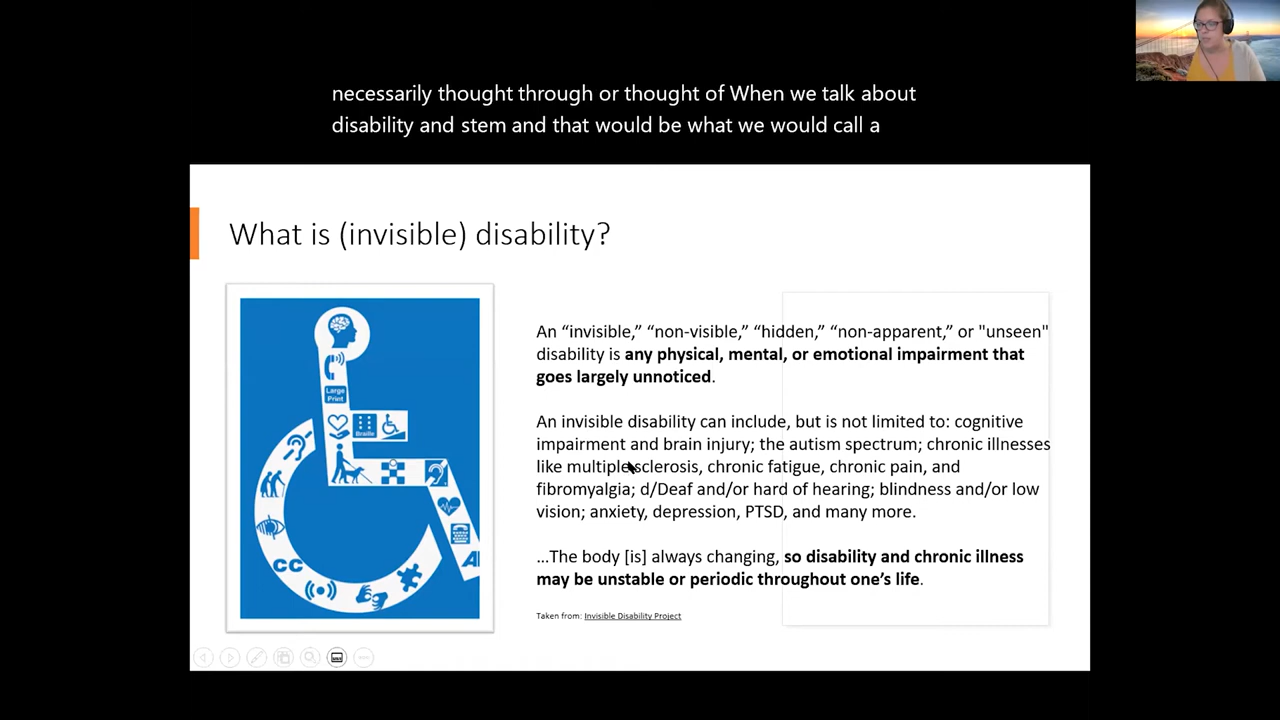 necessarily thought through or thought of When we talk about
disability and stem and that would be what we would call a
What is (invisible) disability?
Large
Print
Braille
CC
A
An “invisible,” “non-visible,” “hidden,” “non-apparent,” or "unseen"
disability is any physical, mental, or emotional impairment that
goes largely unnoticed.
An invisible disability can include, but is not limited to: cognitive
impairment and brain injury; the autism spectrum; chronic illnesses
like multiple sclerosis, chronic fatigue, chronic pain, and
fibromyalgia; d/Deaf and/or hard of hearing; blindness and/or low
vision; anxiety, depression, PTSD, and many more.
...The body [is] always changing, so disability and chronic illness
may be unstable or periodic throughout one’s life.
Taken from: Invisible Disability Project